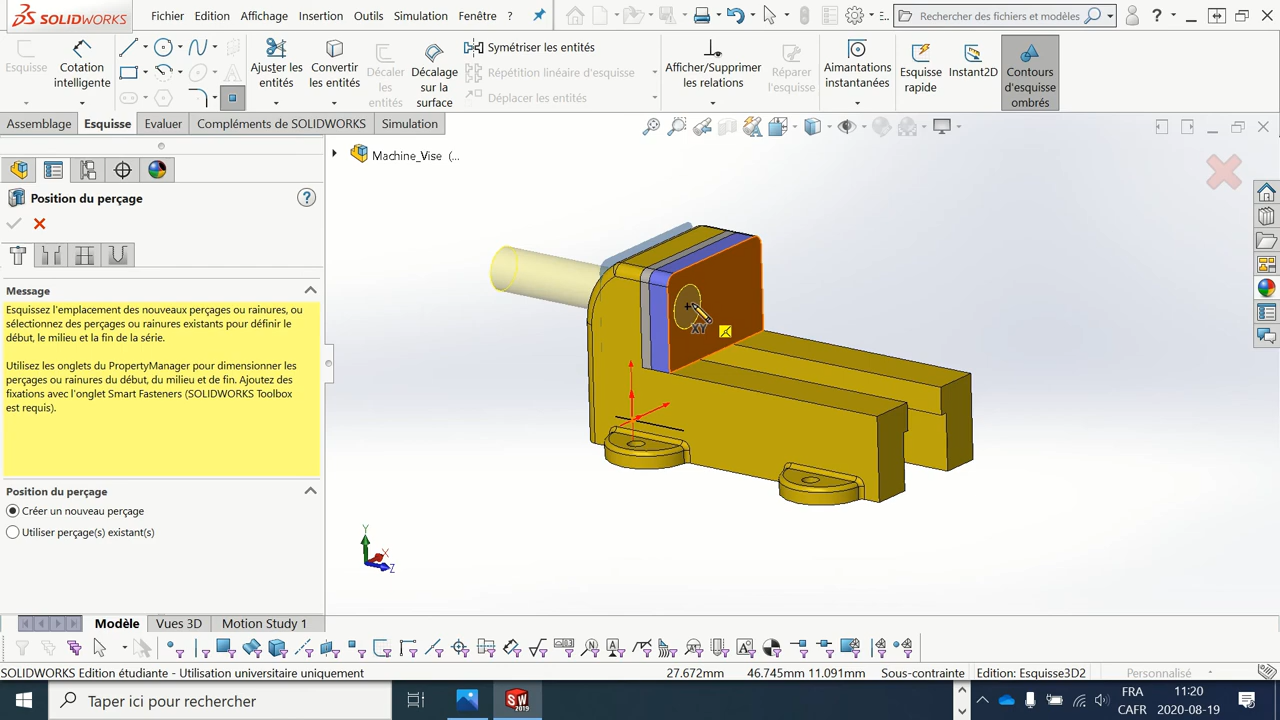 SOLIDWORKS
Fichier Edition Affichage Insertion Outils Simulation Fenêtre ?
Rechercher des fichiers et modèles
Esquisse
Cotation intelligente
Ajuster les entités
Convertir les entités
Décaler les entités
Décalage sur la surface
Symétriser les entités
Répétition linéaire d'esquisse
Déplacer les entités
Afficher/Supprimer les relations
Réparer l'esquisse
Aimantations instantanées
Esquisse rapide
Instant2D
Contours d'esquisse ombrés
Assemblage Esquisse Evaluer Compléments de SOLIDWORKS Simulation
Machine_Vise (...
Position du perçage
Message
Esquissez l'emplacement des nouveaux perçages ou rainures, ou
sélectionnez des perçages ou rainures existants pour définir le
début, le milieu et la fin de la série.
Utilisez les onglets du PropertyManager pour dimensionner les
perçages ou rainures du début, du milieu et de fin. Ajoutez des
fixations avec l'onglet Smart Fasteners (SOLIDWORKS Toolbox
est requis).
Position du perçage
Créer un nouveau perçage
Utiliser perçage(s) existant(s)
XY
Y
X
Z
Modèle Vues 3D Motion Study 1
SOLIDWORKS Edition étudiante - Utilisation universitaire uniquement
27.672mm 46.745mm 11.091mm Sous-contrainte Edition: Esquisse3D2 Personnalisé
Taper ici pour rechercher
SW
2019
FRA
CAFR
11:20
2020-08-19